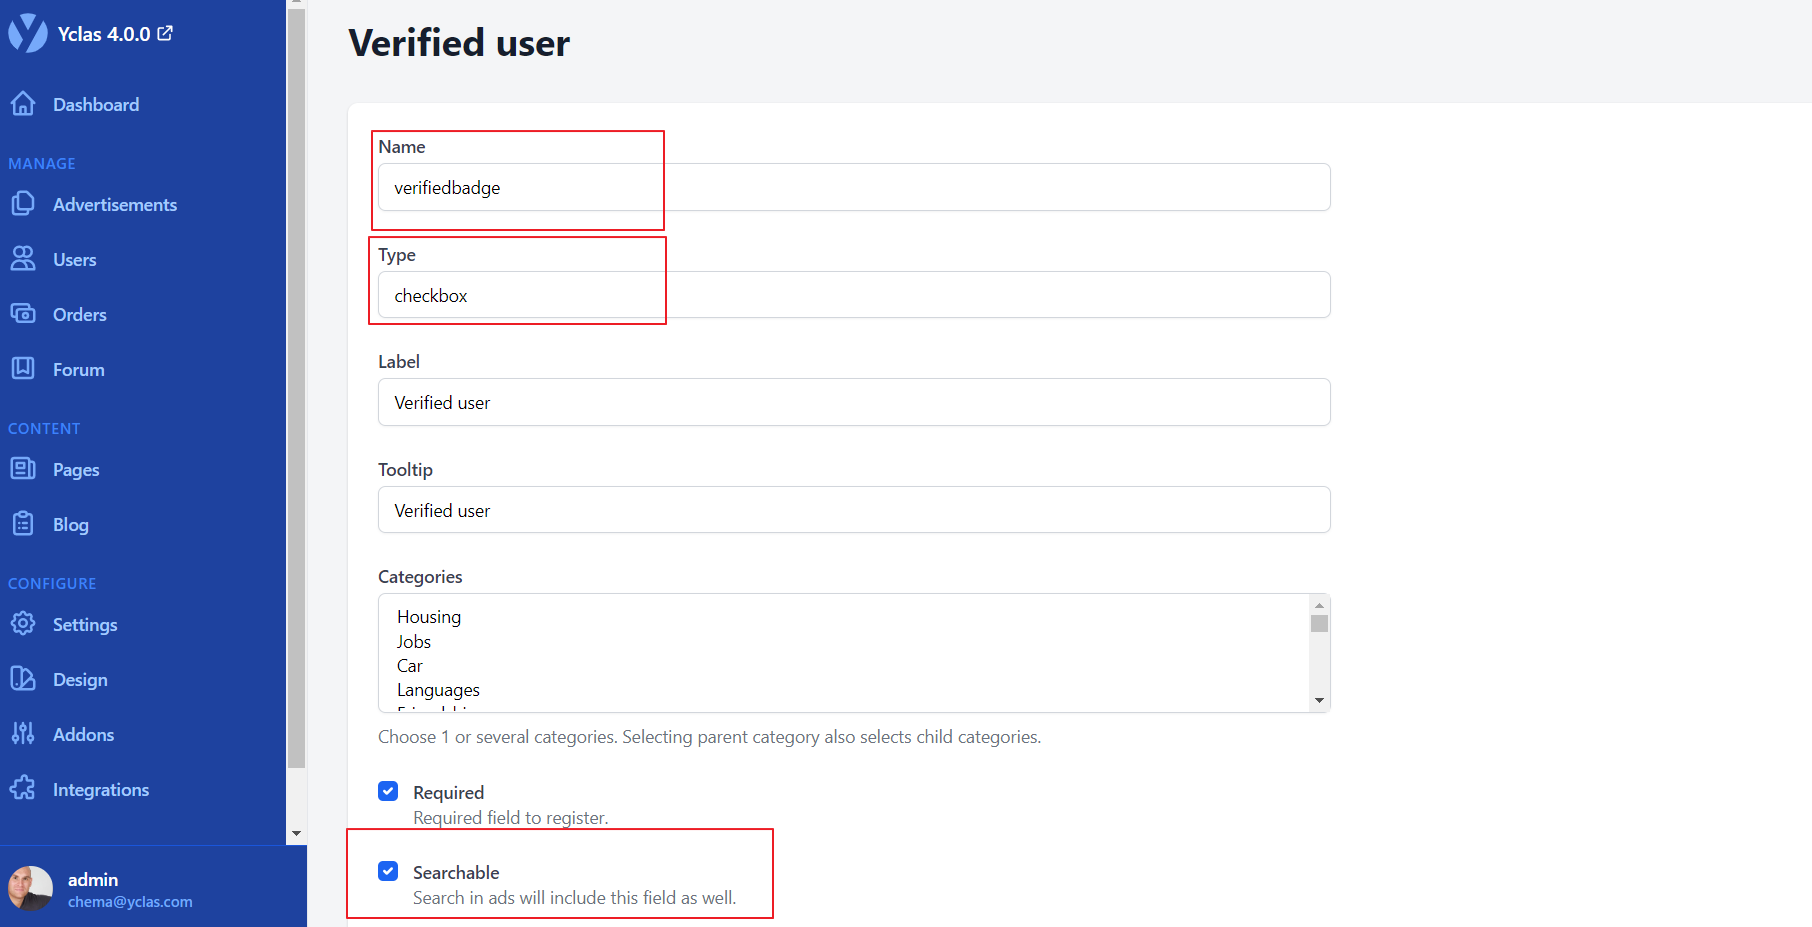 Yclas 4.0.0
Dashboard
MANAGE
Advertisements
Users
Orders
Forum
CONTENT
Pages
Blog
CONFIGURE
Settings
Design
Addons
Integrations
admin
chema@yclas.com
Verified user
Name
verifiedbadge
Type
checkbox
Label
Verified user
Tooltip
Verified user
Categories
Housing
Jobs
Car
Languages
Choose 1 or several categories. Selecting parent category also selects child categories.
Required
Required field to register.
Searchable
Search in ads will include this field as well.